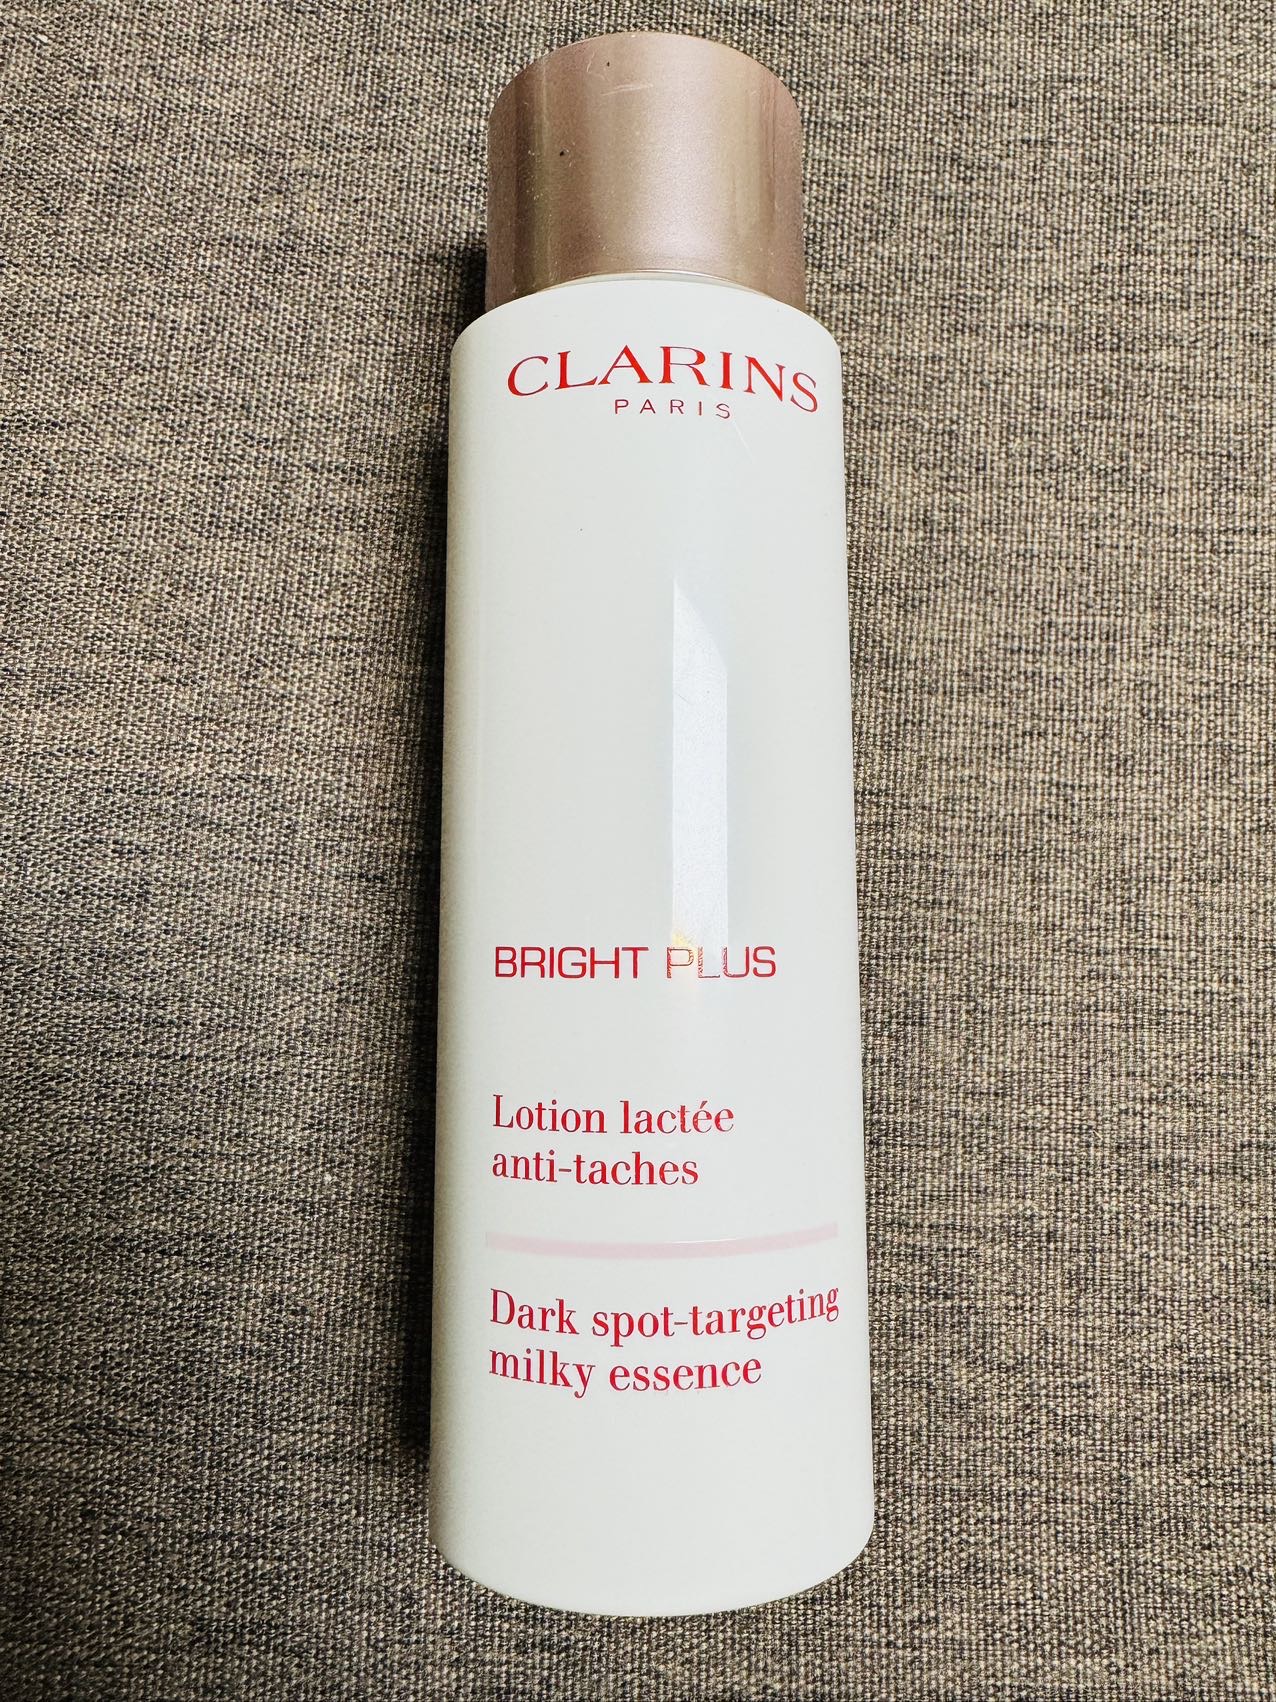 CLARINS
PARIS
BRIGHT PLUS
Lotion lactée
anti-taches
Dark spot-targeting
milky essence